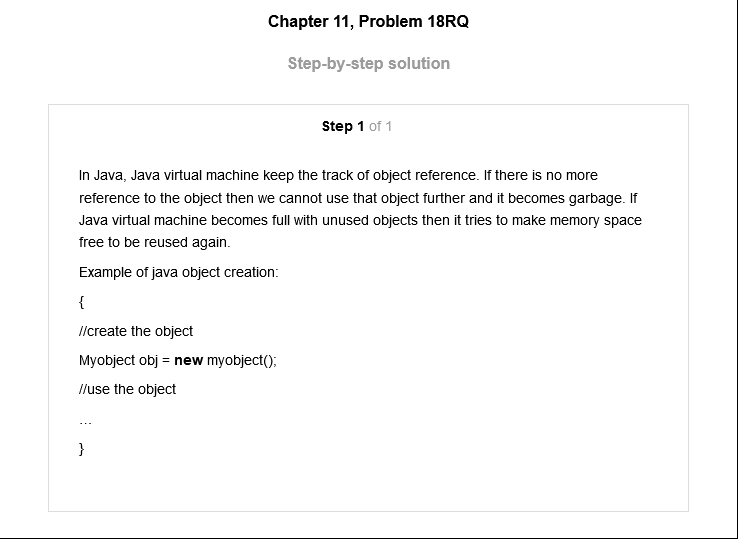 Chapter 11, Problem 18RQ
Step-by-step solution
Step 1 of 1
In Java, Java virtual machine keep the track of object reference. If there is no more
reference to the object then we cannot use that object further and it becomes garbage. If
Java virtual machine becomes full with unused objects then it tries to make memory space
free to be reused again.
Example of java object creation:
{
//create the object
Myobject obj = new myobject();
//use the object
...
}